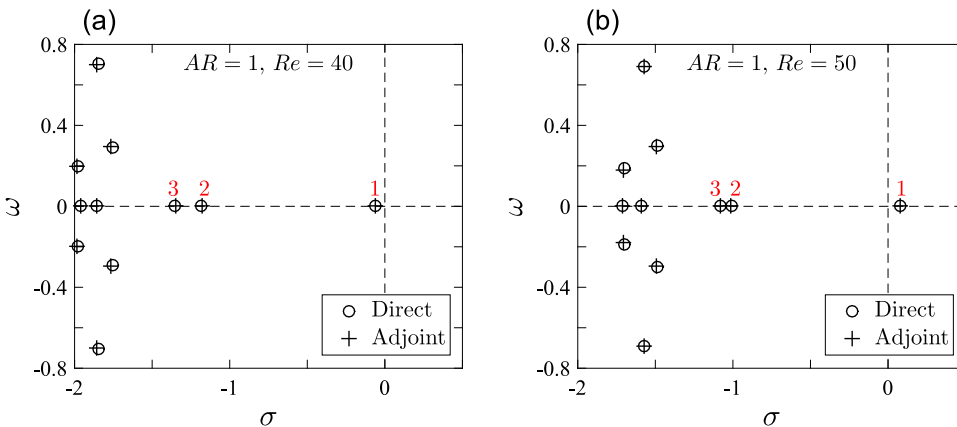 (a)
AR = 1, Re = 40
0.8
0.4
0
-0.4
-0.8
ω
3 2 1
Direct
Adjoint
-2 -1 0
σ
(b)
AR = 1, Re = 50
0.8
0.4
0
-0.4
-0.8
ω
3 2 1
Direct
Adjoint
-2 -1 0
σ